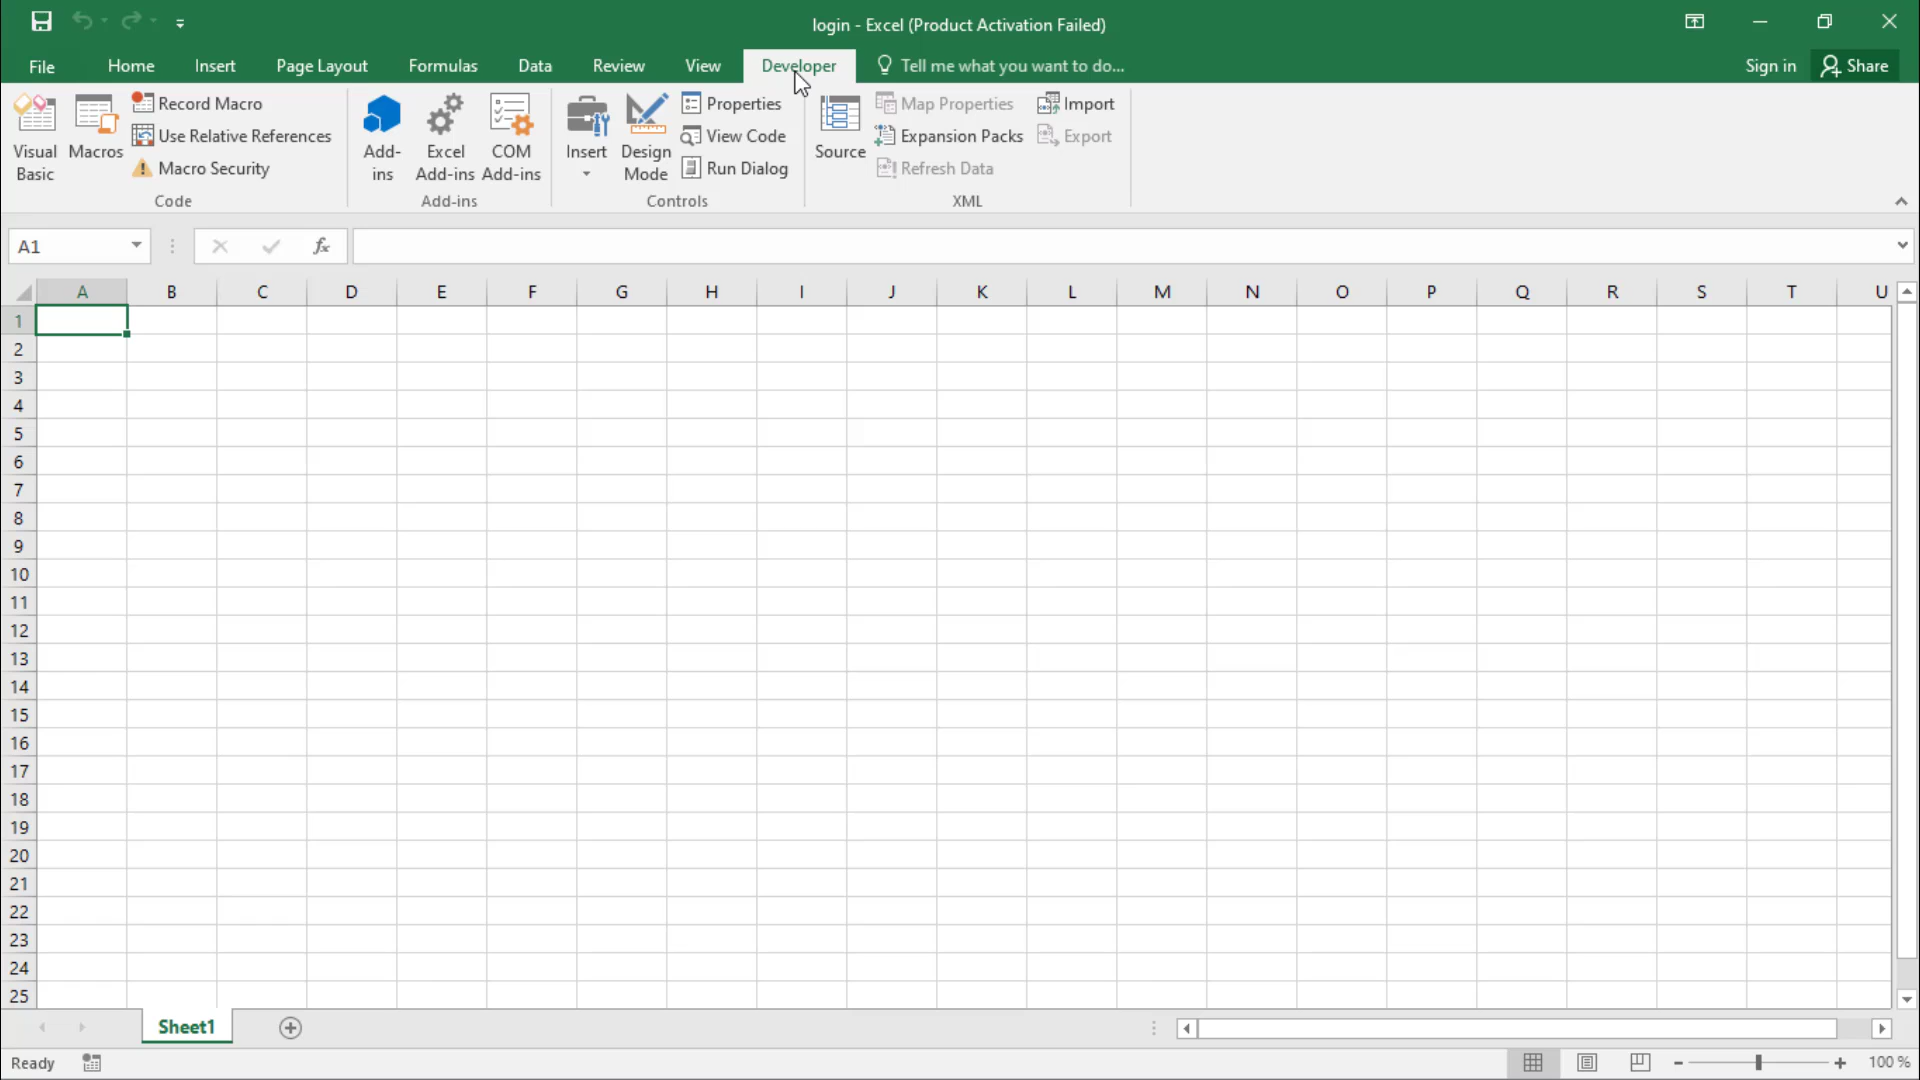 login - Excel (Product Activation Failed)
File Home Insert Page Layout Formulas Data Review View Developer Tell me what you want to do... Sign in Share
Visual Basic
Macros
Record Macro
Use Relative References
Macro Security
Code
Add-ins
Excel Add-ins
COM Add-ins
Add-ins
Insert
Design Mode
Properties
View Code
Run Dialog
Controls
Source
Map Properties
Expansion Packs
Refresh Data
Import
Export
XML
A1
fx
A B C D E F G H I J K L M N O P Q R S T U
1
2
3
4
5
6
7
8
9
10
11
12
13
14
15
16
17
18
19
20
21
22
23
24
25
Sheet1
Ready
100 %